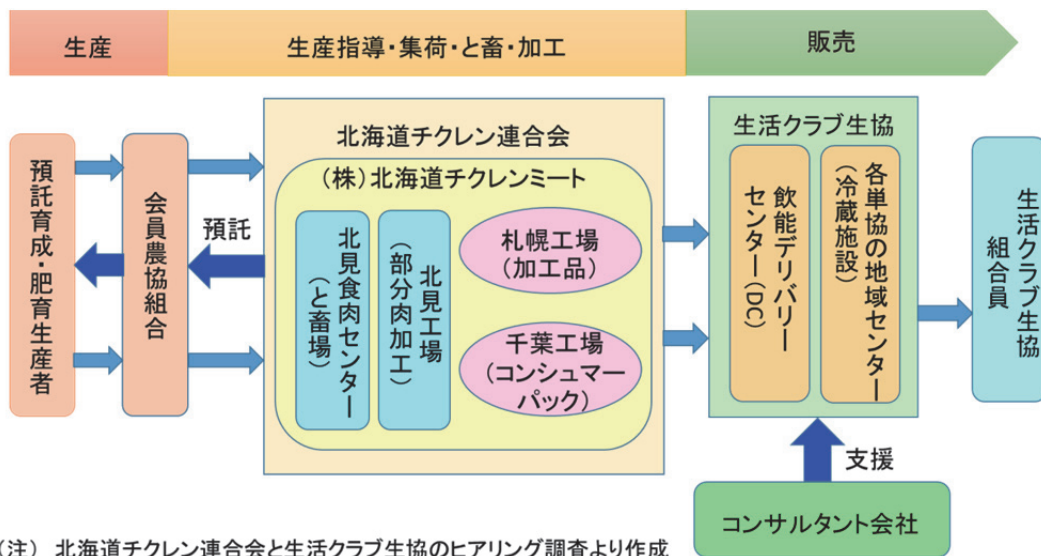 生産
生産指導・集荷・と畜・加工
販売
預託育成・肥育生産者
会員農協組合
預託
北海道チクレン連合会
(株)北海道チクレンミート
北見食肉センター
(と畜場)
北見工場
(部分肉加工)
札幌工場
(加工品)
千葉工場
(コンシュマー
パック)
生活クラブ生協
飲能デリバリー
センター(DC)
各単協の地域センター
(冷蔵施設)
生活クラブ生協
組合員
支援
コンサルタント会社
(注) 北海道チクレン連合会と生活クラブ生協のヒアリング調査より作成